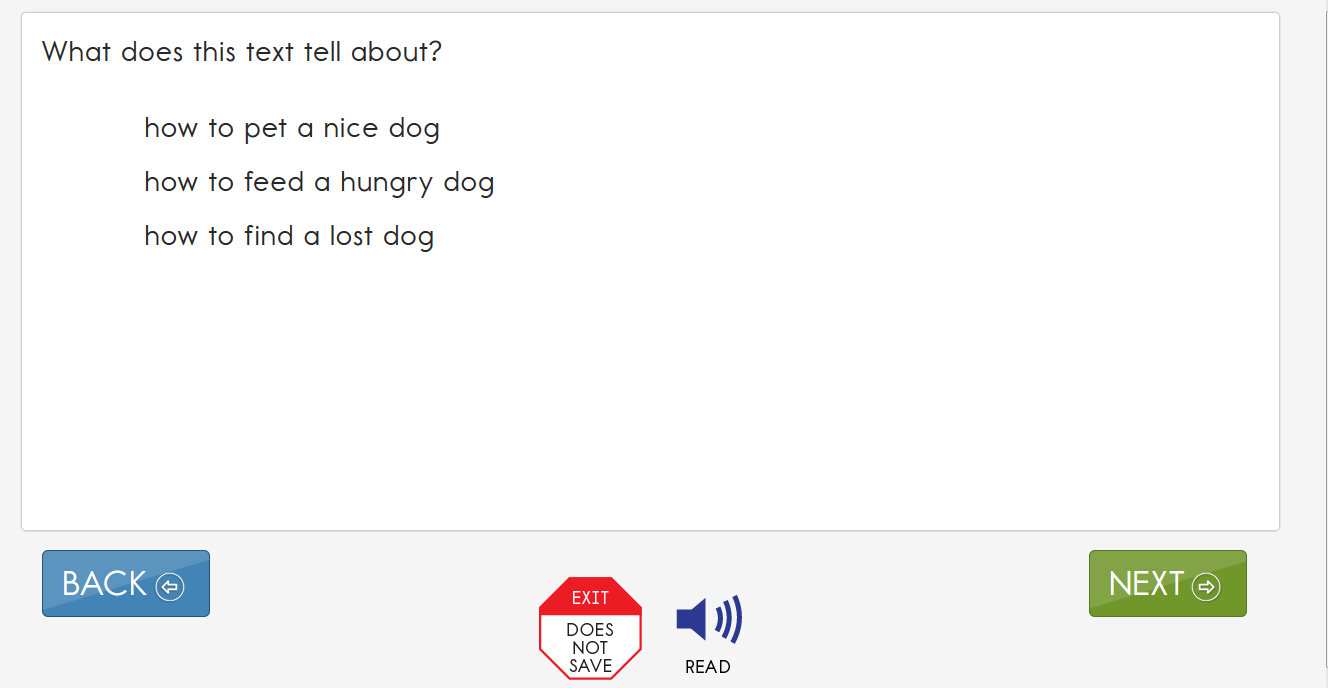 What does this text tell about?
how to pet a nice dog
how to feed a hungry dog
how to find a lost dog
BACK
NEXT
EXIT
DOES
NOT
SAVE
READ